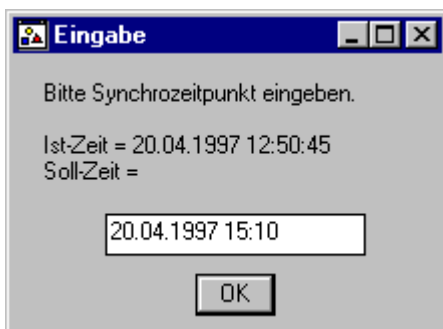 Eingabe
Bitte Synchrozeitpunkt eingeben.
Ist-Zeit = 20.04.1997 12:50:45
Soll-Zeit =
20.04.1997 15:10
OK